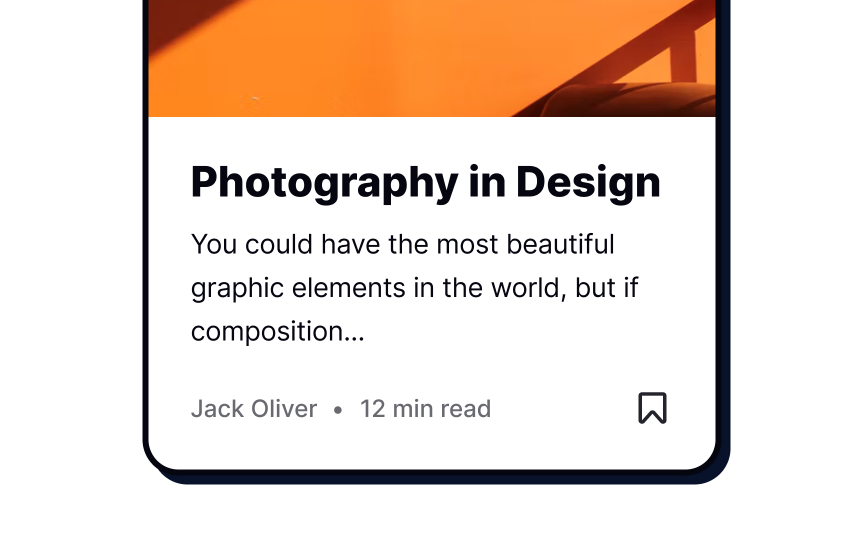 Photography in Design
You could have the most beautiful
graphic elements in the world, but if
composition...
Jack Oliver • 12 min read